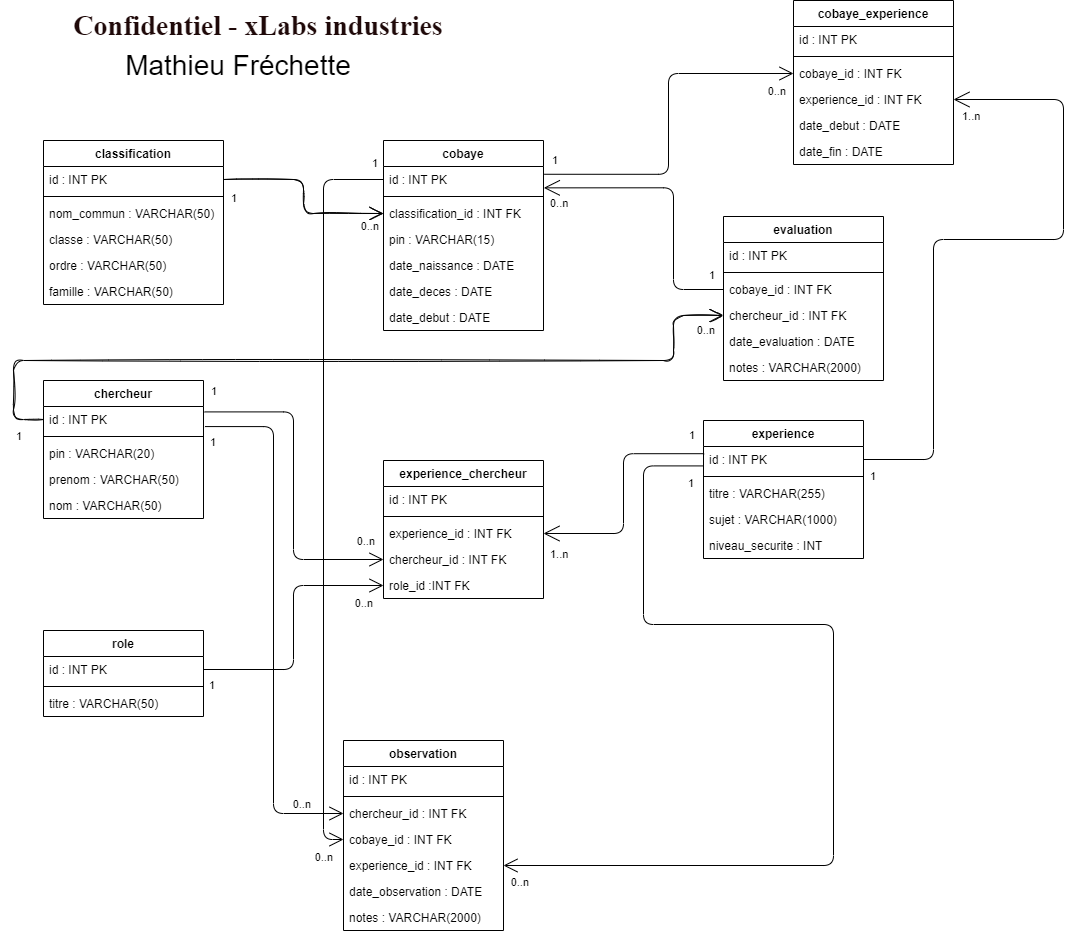 Confidentiel - xLabs industries
Mathieu Fréchette
cobaye_experience
id : INT PK
cobaye_id : INT FK
experience_id : INT FK
date_debut : DATE
date_fin : DATE
0..n
1..n
classification
id : INT PK
nom_commun : VARCHAR(50)
classe : VARCHAR(50)
ordre : VARCHAR(50)
famille : VARCHAR(50)
1
0..n
1
cobaye
id : INT PK
classification_id : INT FK
pin : VARCHAR(15)
date_naissance : DATE
date_deces : DATE
date_debut : DATE
1
0..n
evaluation
id : INT PK
cobaye_id : INT FK
chercheur_id : INT FK
date_evaluation : DATE
notes : VARCHAR(2000)
1
0..n
chercheur
id : INT PK
pin : VARCHAR(20)
prenom : VARCHAR(50)
nom : VARCHAR(50)
1
1
1
experience_chercheur
id : INT PK
experience_id : INT FK
chercheur_id : INT FK
role_id :INT FK
0..n
0..n
1..n
experience
id : INT PK
titre : VARCHAR(255)
sujet : VARCHAR(1000)
niveau_securite : INT
1
1
1
role
id : INT PK
titre : VARCHAR(50)
1
observation
id : INT PK
chercheur_id : INT FK
cobaye_id : INT FK
experience_id : INT FK
date_observation : DATE
notes : VARCHAR(2000)
0..n
0..n
0..n